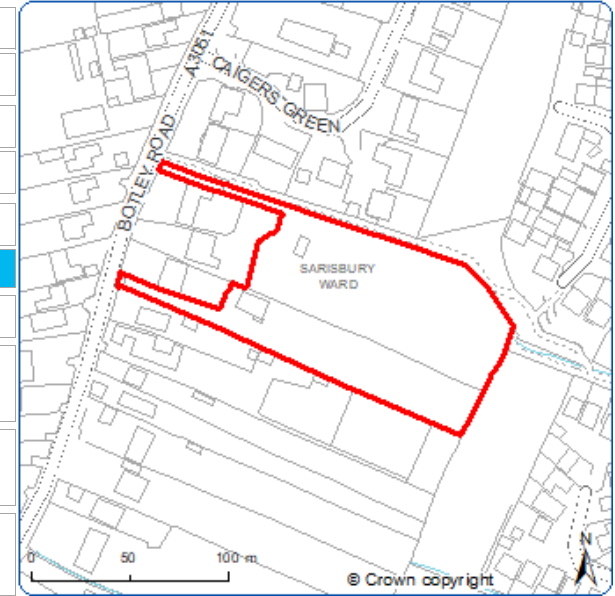 A3051
CAIGERS GREEN
BOTLEY ROAD
SARISBURY
WARD
N
0 50 100 m
© Crown copyright